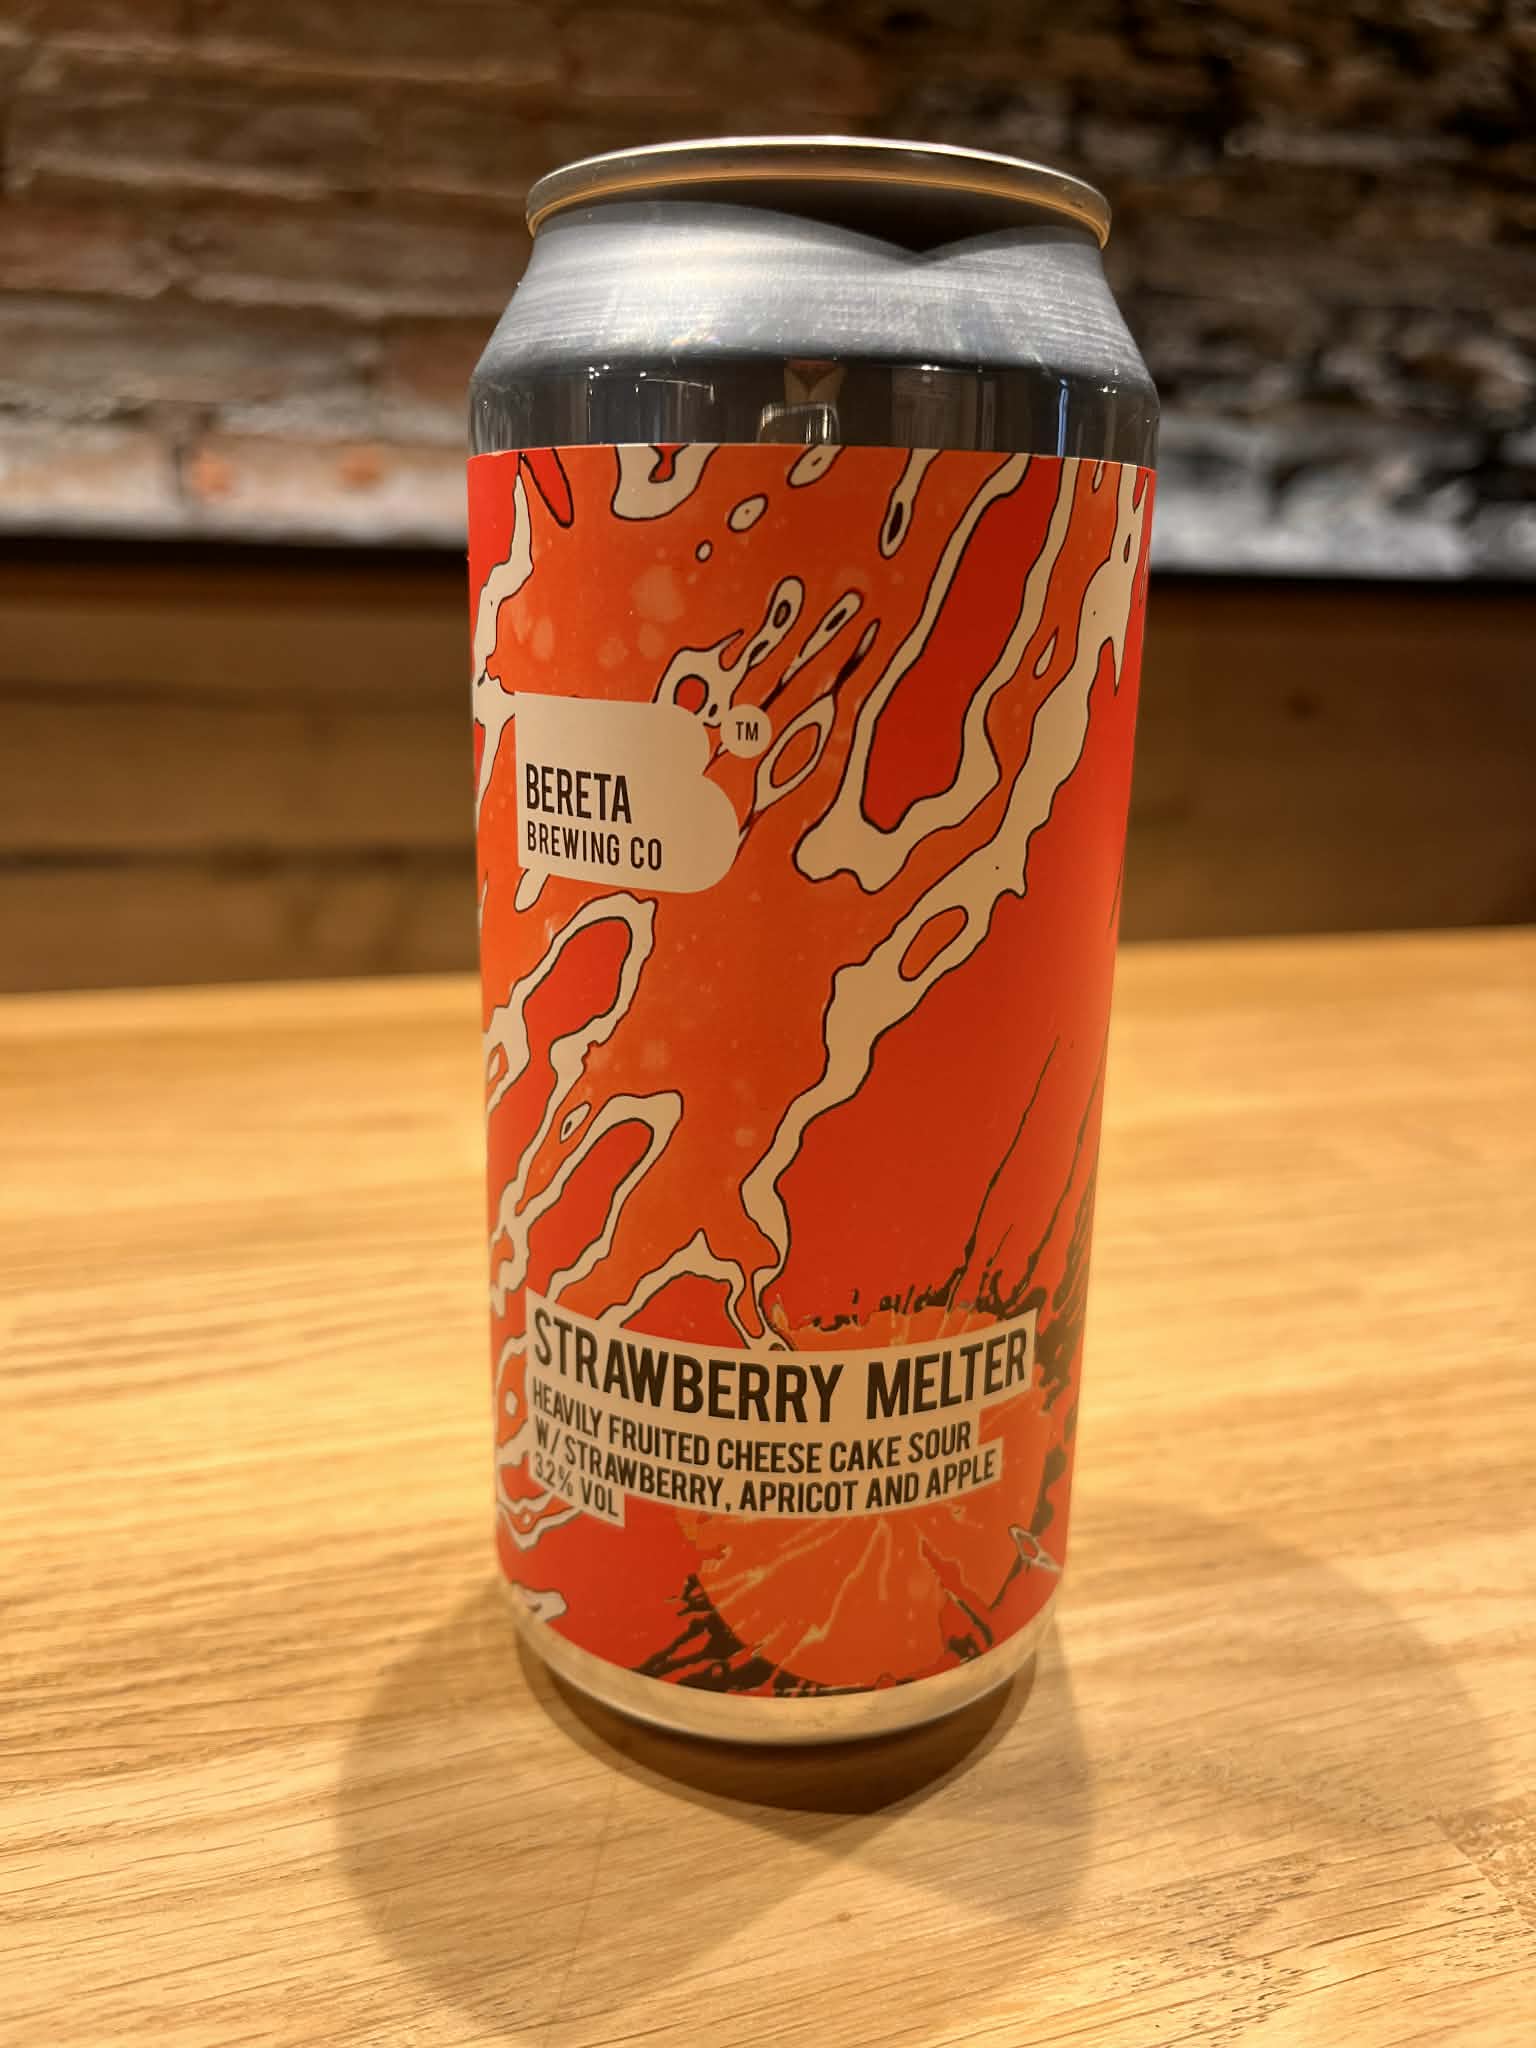 TM
BERETA
BREWING CO
STRAWBERRY MELTER
HEAVILY FRUITED CHEESE CAKE SOUR
W/ STRAWBERRY, APRICOT AND APPLE
3.2% VOL